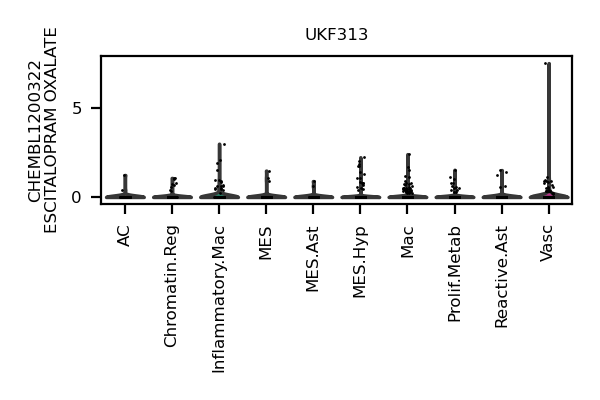 UKF313
CHEMBL1200322
ESCITALOPRAM OXALATE
5
0
AC
Chromatin.Reg
Inflammatory.Mac
MES
MES.Ast
MES.Hyp
Mac
Prolif.Metab
Reactive.Ast
Vasc